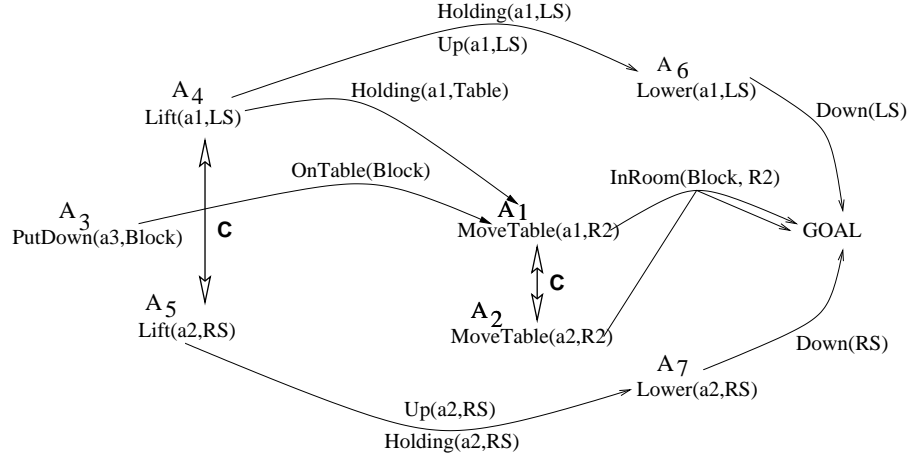 Holding(a1,LS)
Up(a1,LS)
A4
Lift(a1,LS)
Holding(a1,Table)
A6
Lower(a1,LS)
Down(LS)
OnTable(Block)
InRoom(Block, R2)
A3
PutDown(a3,Block)
C
A1
MoveTable(a1,R2)
GOAL
C
A5
Lift(a2,RS)
A2
MoveTable(a2,R2)
Down(RS)
A7
Lower(a2,RS)
Up(a2,RS)
Holding(a2,RS)